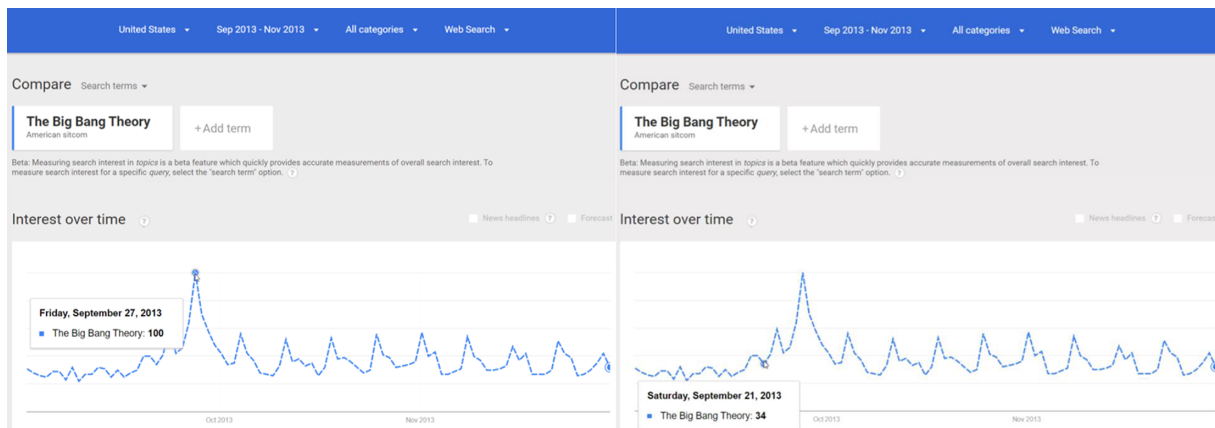 United States Sep 2013 - Nov 2013 All categories Web Search
Compare Search terms
The Big Bang Theory
American sitcom
+Add term
Beta: Measuring search interest in topics is a beta feature which quickly provides accurate measurements of overall search interest. To
measure search interest for a specific query, select the "search term" option. ?
Interest over time ?
News headlines ? Forecast
Friday, September 27, 2013
The Big Bang Theory: 100
Oct 2013 Nov 2013
United States Sep 2013 - Nov 2013 All categories Web Search
Compare Search terms
The Big Bang Theory
American sitcom
+Add term
Beta: Measuring search interest in topics is a beta feature which quickly provides accurate measurements of overall search interest. To
measure search interest for a specific query, select the "search term" option. ?
Interest over time ?
News headlines ? Forecas
Saturday, September 21, 2013
The Big Bang Theory: 34
Oct 2013 Nov 2013